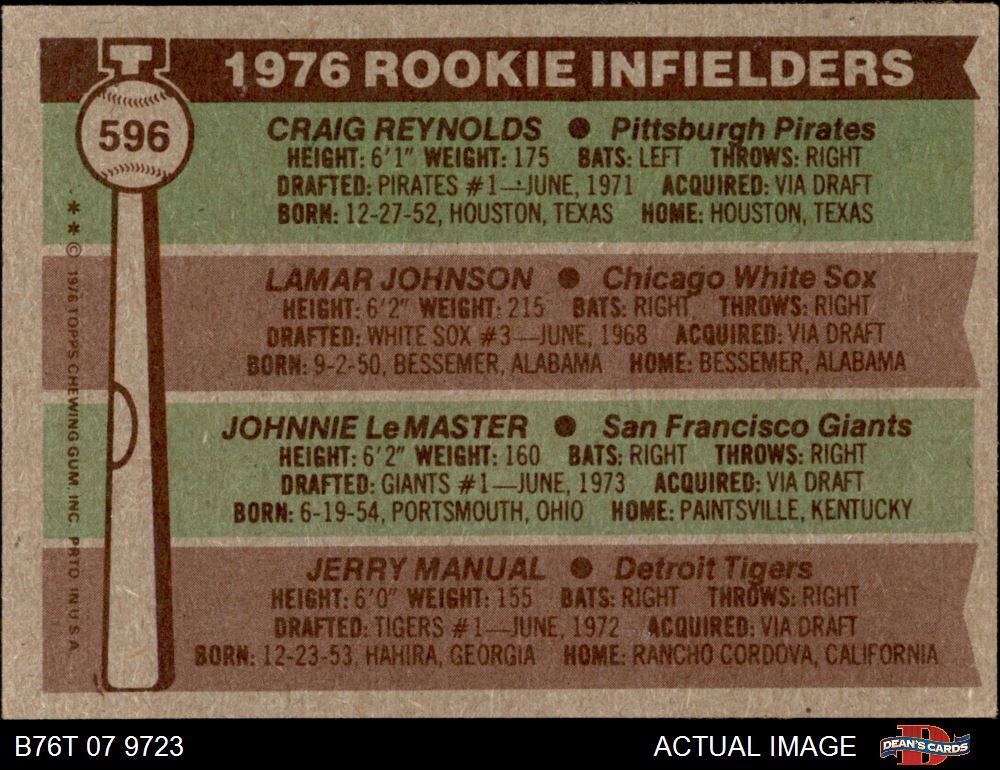 1976 ROOKIE INFIELDERS
596
CRAIG REYNOLDS ● Pittsburgh Pirates
HEIGHT: 6'1" WEIGHT: 175 BATS: LEFT THROWS: RIGHT
DRAFTED: PIRATES #1—JUNE, 1971 ACQUIRED: VIA DRAFT
BORN: 12-27-52, HOUSTON, TEXAS HOME: HOUSTON, TEXAS
LAMAR JOHNSON ● Chicago White Sox
HEIGHT: 6'2" WEIGHT: 215 BATS: RIGHT THROWS: RIGHT
DRAFTED: WHITE SOX #3—JUNE, 1968 ACQUIRED: VIA DRAFT
BORN: 9-2-50, BESSEMER, ALABAMA HOME: BESSEMER, ALABAMA
JOHNNIE LeMASTER ● San Francisco Giants
HEIGHT: 6'2" WEIGHT: 160 BATS: RIGHT THROWS: RIGHT
DRAFTED: GIANTS #1—JUNE, 1973 ACQUIRED: VIA DRAFT
BORN: 6-19-54, PORTSMOUTH, OHIO HOME: PAINTSVILLE, KENTUCKY
JERRY MANUAL ● Detroit Tigers
HEIGHT: 6'0" WEIGHT: 155 BATS: RIGHT THROWS: RIGHT
DRAFTED: TIGERS #1—JUNE, 1972 ACQUIRED: VIA DRAFT
BORN: 12-23-53, HAHIRA, GEORGIA HOME: RANCHO CORDOVA, CALIFORNIA
* * © 1976 TOPPS CHEWING GUM, INC. PRTD. IN U.S.A.
B76T 07 9723
ACTUAL IMAGE
DEAN'S CARDS